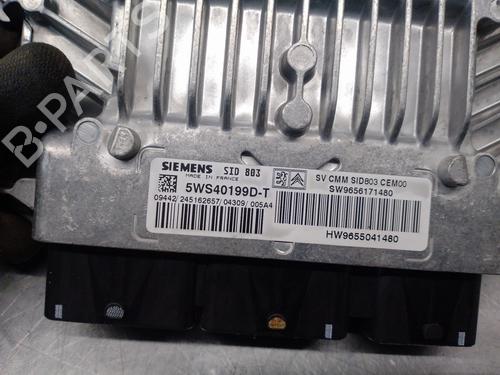 B-PARTS
SIEMENS SID 803
MADE IN FRANCE
5WS40199D-T
09442/245162657/04309/005A4
SV CMM SID803 CEM00
SW9656171480
HW9655041480